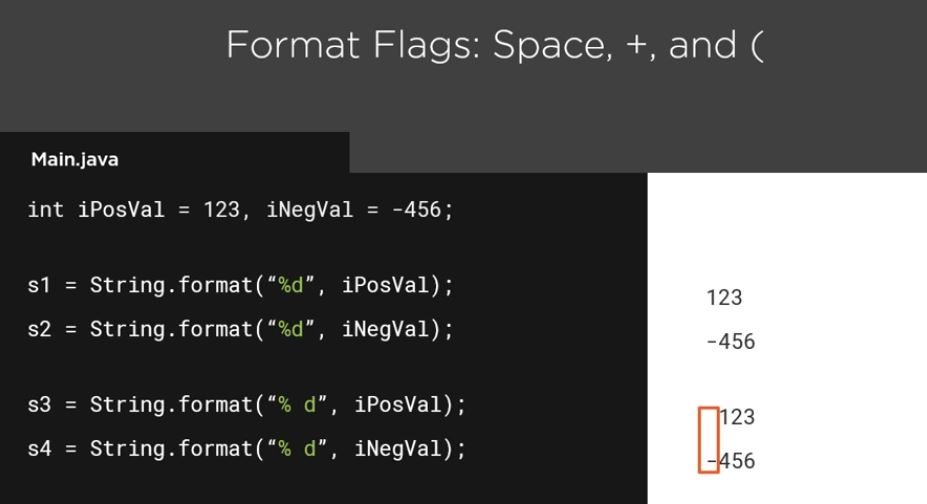 Format Flags: Space, +, and (
Main.java
int iPosVal = 123, iNegVal = -456;
s1 = String.format(“%d”, iPosVal);
s2 = String.format(“%d”, iNegVal);
s3 = String.format(“% d”, iPosVal);
s4 = String.format(“% d”, iNegVal);
123
-456
 123
-456